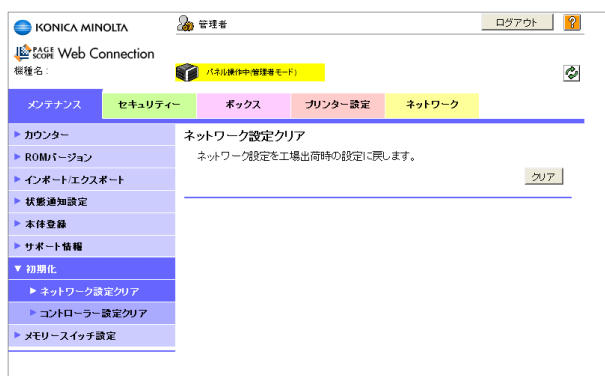 KONICA MINOLTA
管理者
ログアウト
?
PAGE SCOPE Web Connection
機種名:
パネル操作中(管理者モード)
メンテナンス
セキュリティー
ボックス
プリンター設定
ネットワーク
カウンター
ROMバージョン
インポート/エクスポート
状態通知設定
本体登録
サポート情報
初期化
ネットワーク設定クリア
コントローラー設定クリア
メモリースイッチ設定
ネットワーク設定クリア
ネットワーク設定を工場出荷時の設定に戻します。
クリア